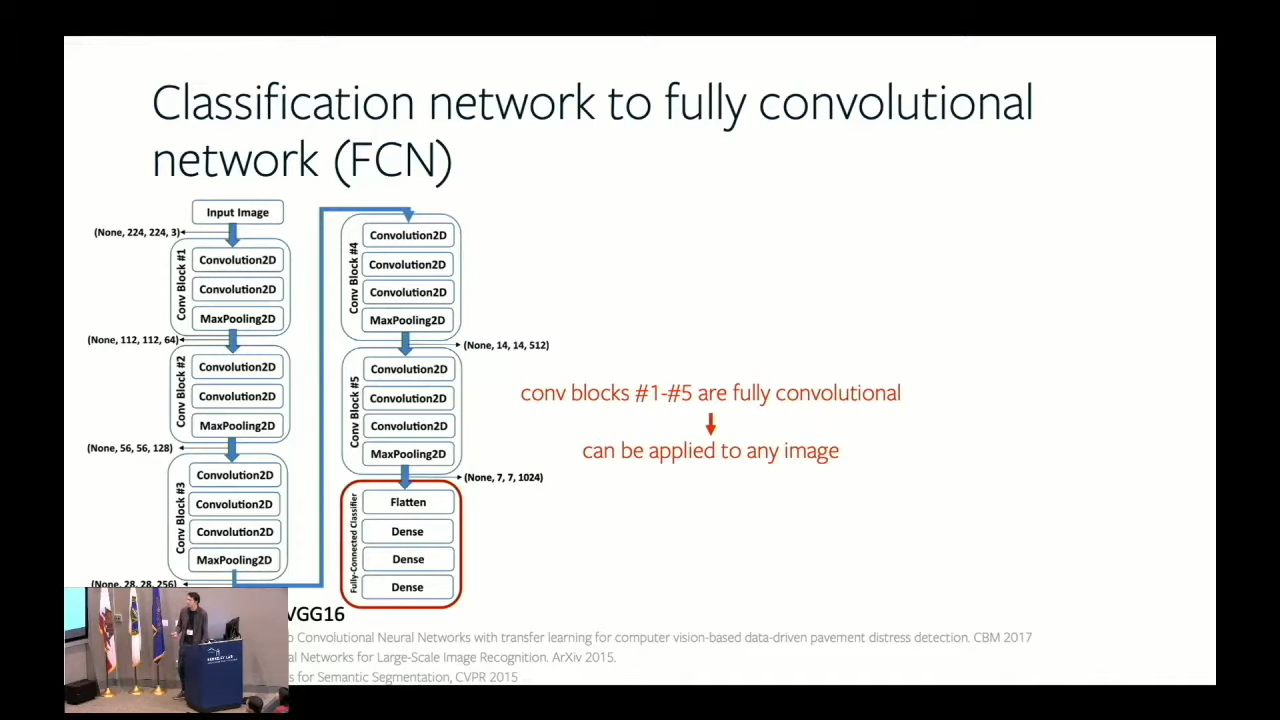 Classification network to fully convolutional
network (FCN)
Input Image
(None, 224, 224, 3)
Conv Block #1
Convolution2D
Convolution2D
MaxPooling2D
(None, 112, 112, 64)
Conv Block #2
Convolution2D
Convolution2D
MaxPooling2D
(None, 56, 56, 128)
Conv Block #3
Convolution2D
Convolution2D
Convolution2D
MaxPooling2D
(None, 28, 28, 256)
Conv Block #4
Convolution2D
Convolution2D
Convolution2D
MaxPooling2D
(None, 14, 14, 512)
Conv Block #5
Convolution2D
Convolution2D
Convolution2D
MaxPooling2D
(None, 7, 7, 1024)
Fully-Connected Classifier
Flatten
Dense
Dense
Dense
conv blocks #1-#5 are fully convolutional
can be applied to any image
VGG16
o Convolutional Neural Networks with transfer learning for computer vision-based data-driven pavement distress detection. CBM 2017
al Networks for Large-Scale Image Recognition. ArXiv 2015.
s for Semantic Segmentation, CVPR 2015
BERKELEY LAB